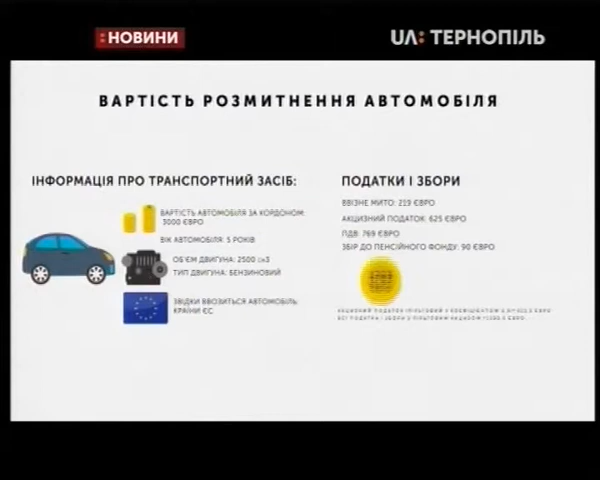 :НОВИНИ
UA: ТЕРНОПІЛЬ
ВАРТІСТЬ РОЗМИТНЕННЯ АВТОМОБІЛЯ
ІНФОРМАЦІЯ ПРО ТРАНСПОРТНИЙ ЗАСІБ:
ВАРТІСТЬ АВТОМОБІЛЯ ЗА КОРДОНОМ:
3000 ЄВРО
ВІК АВТОМОБІЛЯ: 5 РОКІВ
ОБ'ЄМ ДВИГУНА: 2500 см3
ТИП ДВИГУНА: БЕНЗИНОВИЙ
ЗВІДКИ ВВОЗИТЬСЯ АВТОМОБІЛЬ:
КРАЇНИ ЄС
ПОДАТКИ І ЗБОРИ
ВВІЗНЕ МИТО: 219 ЄВРО
АКЦИЗНИЙ ПОДАТОК: 625 ЄВРО
ПДВ: 769 ЄВРО
ЗБІР ДО ПЕНСІЙНОГО ФОНДУ: 90 ЄВРО
АКЦИЗНИЙ ПОДАТОК